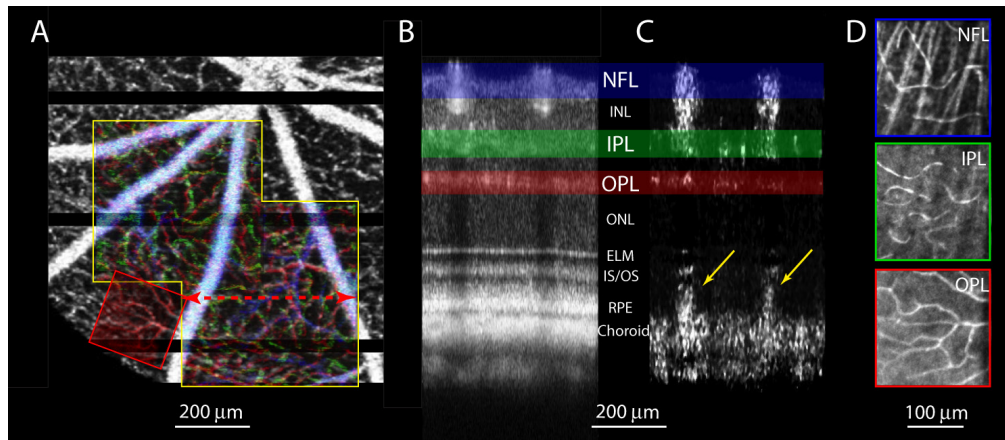 A
B
C
D
NFL
INL
IPL
OPL
ONL
ELM
IS/OS
RPE
Choroid
NFL
IPL
OPL
200 μm
200 μm
100 μm